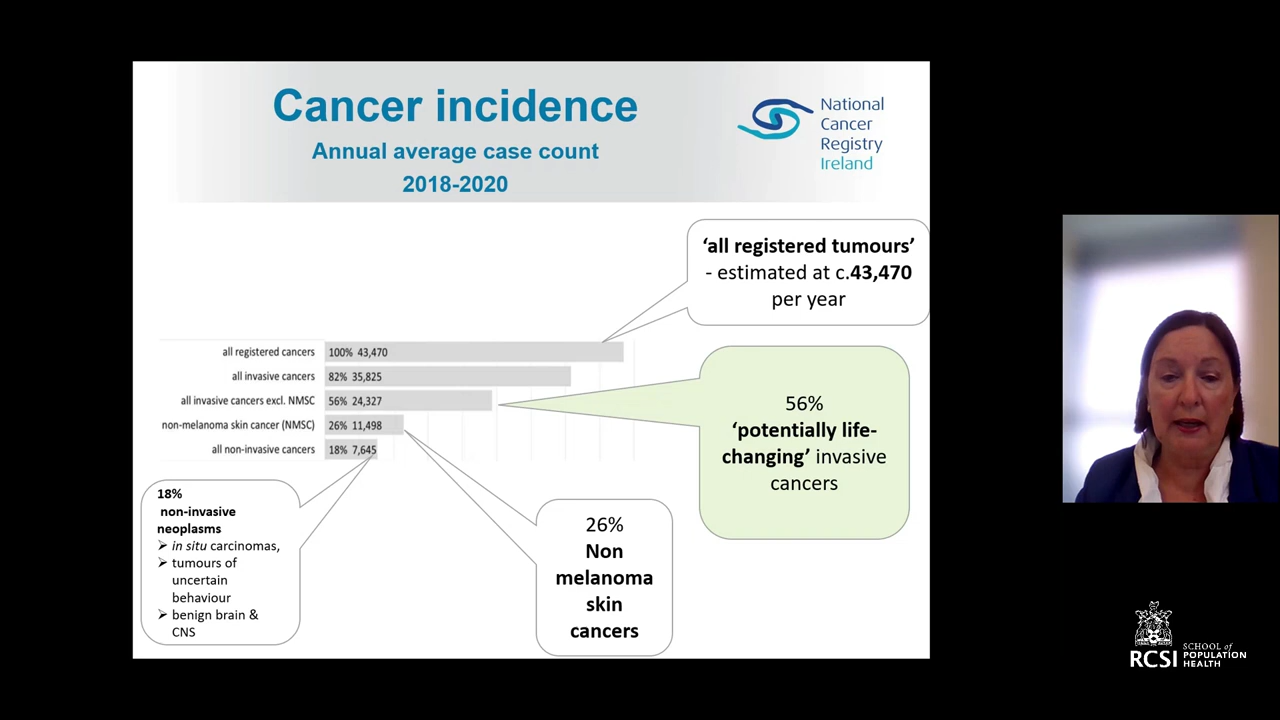 Cancer incidence
Annual average case count
2018-2020
National
Cancer
Registry
Ireland
‘all registered tumours’
- estimated at c.43,470
per year
all registered cancers 100% 43,470
all invasive cancers 82% 35,825
all invasive cancers excl. NMSC 56% 24,327
non-melanoma skin cancer (NMSC) 26% 11,498
all non-invasive cancers 18% 7,645
56%
‘potentially life-
changing’ invasive
cancers
18%
non-invasive
neoplasms
➢ in situ carcinomas,
➢ tumours of
uncertain
behaviour
➢ benign brain &
CNS
26%
Non
melanoma
skin
cancers
RCSI
SCHOOL of
POPULATION
HEALTH